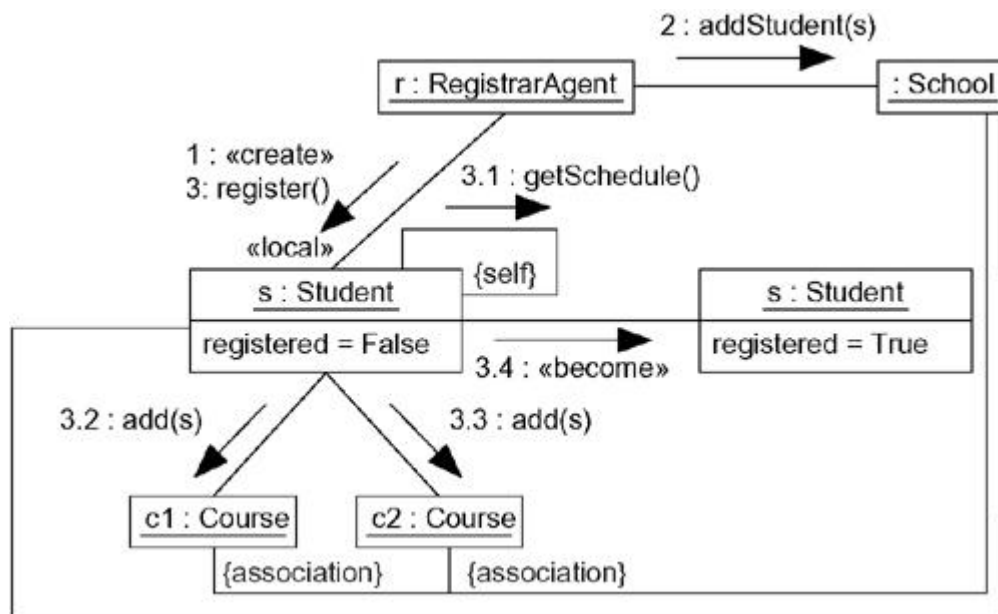 2 : addStudent(s)
r : RegistrarAgent
: School
1 : «create»
3: register()
3.1 : getSchedule()
«local»
{self}
s : Student
registered = False
s : Student
registered = True
3.4 : «become»
3.2 : add(s)
3.3 : add(s)
c1 : Course
c2 : Course
{association}
{association}